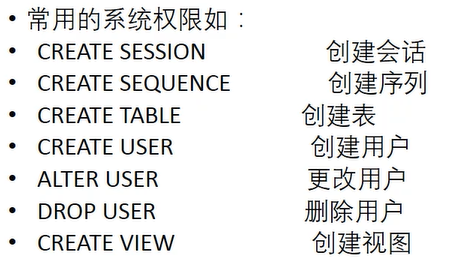 • 常用的系统权限如：
• CREATE SESSION 创建会话
• CREATE SEQUENCE 创建序列
• CREATE TABLE 创建表
• CREATE USER 创建用户
• ALTER USER 更改用户
• DROP USER 删除用户
• CREATE VIEW 创建视图